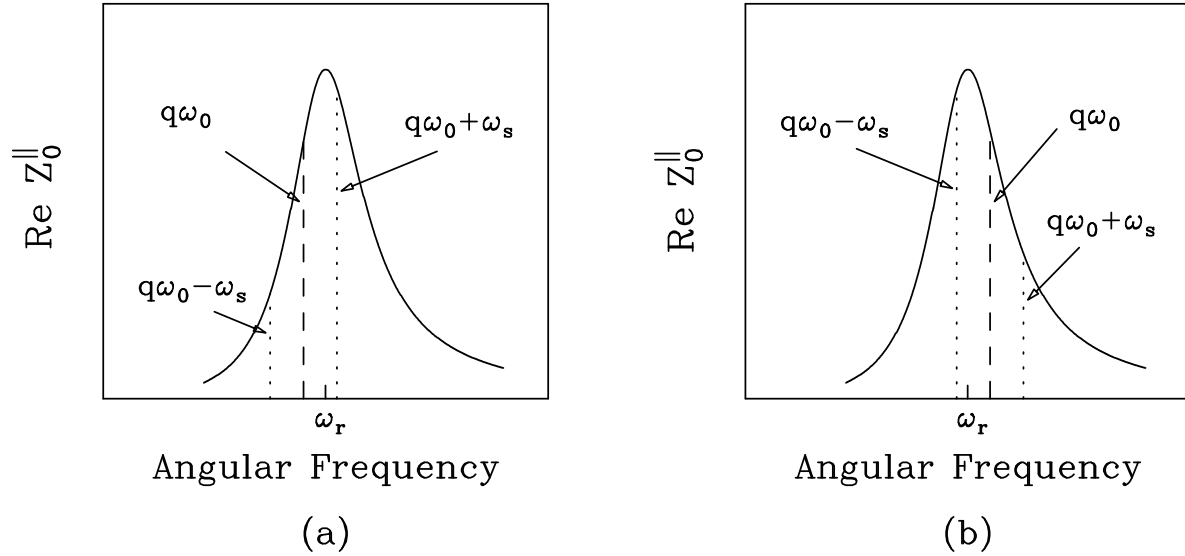 Re Z₀∥
qω₀
qω₀+ωₛ
qω₀−ωₛ
ωᵣ
Angular Frequency
(a)
Re Z₀∥
qω₀−ωₛ
qω₀
qω₀+ωₛ
ωᵣ
Angular Frequency
(b)